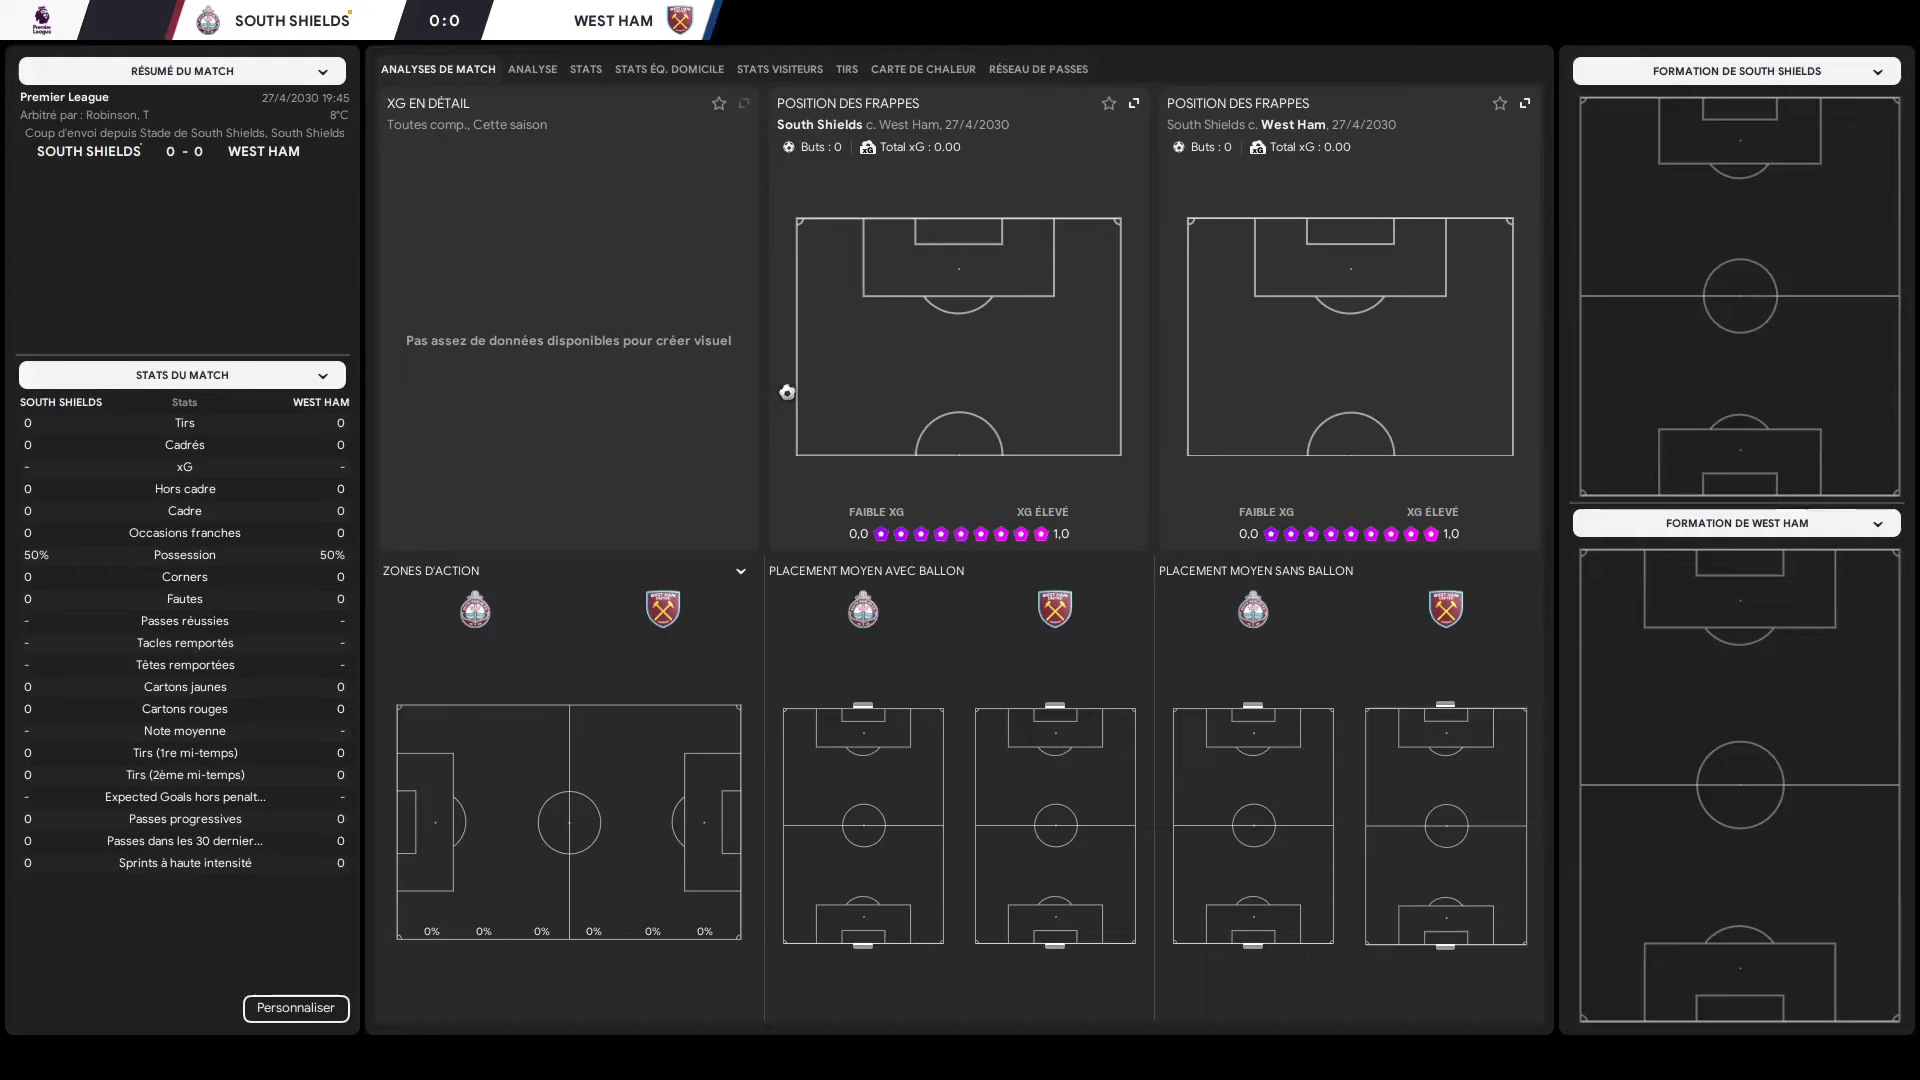 Premier League
SOUTH SHIELDS
0 : 0
WEST HAM
RÉSUMÉ DU MATCH
Premier League
27/4/2030 19:45
Arbitré par : Robinson, T
8°C
Coup d'envoi depuis Stade de South Shields, South Shields
SOUTH SHIELDS 0 - 0 WEST HAM
STATS DU MATCH
SOUTH SHIELDS Stats WEST HAM
0 Tirs 0
0 Cadrés 0
- xG -
0 Hors cadre 0
0 Cadre 0
0 Occasions franches 0
50% Possession 50%
0 Corners 0
0 Fautes 0
- Passes réussies -
- Tacles remportés -
- Têtes remportées -
0 Cartons jaunes 0
0 Cartons rouges 0
- Note moyenne -
0 Tirs (1re mi-temps) 0
0 Tirs (2ème mi-temps) 0
- Expected Goals hors penalt... -
0 Passes progressives 0
0 Passes dans les 30 dernier... 0
0 Sprints à haute intensité 0
Personnaliser
ANALYSES DE MATCH ANALYSE STATS STATS ÉQ. DOMICILE STATS VISITEURS TIRS CARTE DE CHALEUR RÉSEAU DE PASSES
XG EN DÉTAIL
Toutes comp., Cette saison
Pas assez de données disponibles pour créer visuel
POSITION DES FRAPPES
South Shields c. West Ham, 27/4/2030
Buts : 0 xG Total xG : 0.00
FAIBLE XG XG ÉLEVÉ
0,0 1,0
POSITION DES FRAPPES
South Shields c. West Ham, 27/4/2030
Buts : 0 xG Total xG : 0.00
FAIBLE XG XG ÉLEVÉ
0,0 1,0
ZONES D'ACTION
0% 0% 0% 0% 0% 0%
PLACEMENT MOYEN AVEC BALLON
PLACEMENT MOYEN SANS BALLON
FORMATION DE SOUTH SHIELDS
FORMATION DE WEST HAM